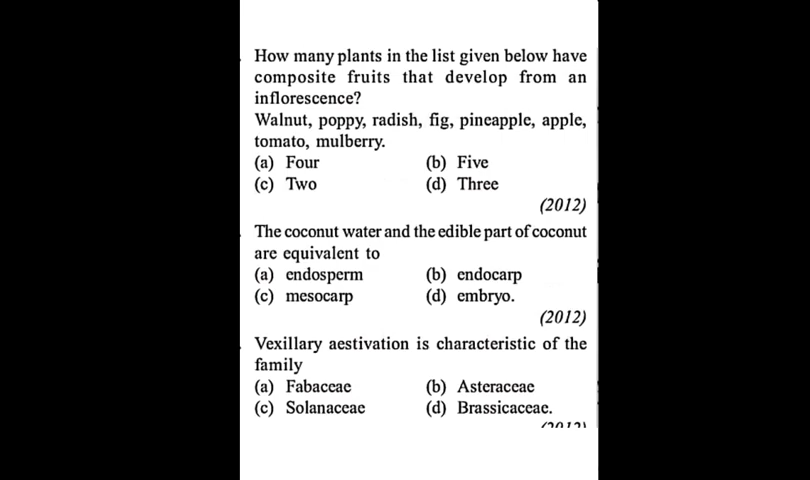 How many plants in the list given below have
composite fruits that develop from an
inflorescence?
Walnut, poppy, radish, fig, pineapple, apple,
tomato, mulberry.
(a) Four (b) Five
(c) Two (d) Three
(2012)
The coconut water and the edible part of coconut
are equivalent to
(a) endosperm (b) endocarp
(c) mesocarp (d) embryo.
(2012)
Vexillary aestivation is characteristic of the
family
(a) Fabaceae (b) Asteraceae
(c) Solanaceae (d) Brassicaceae.